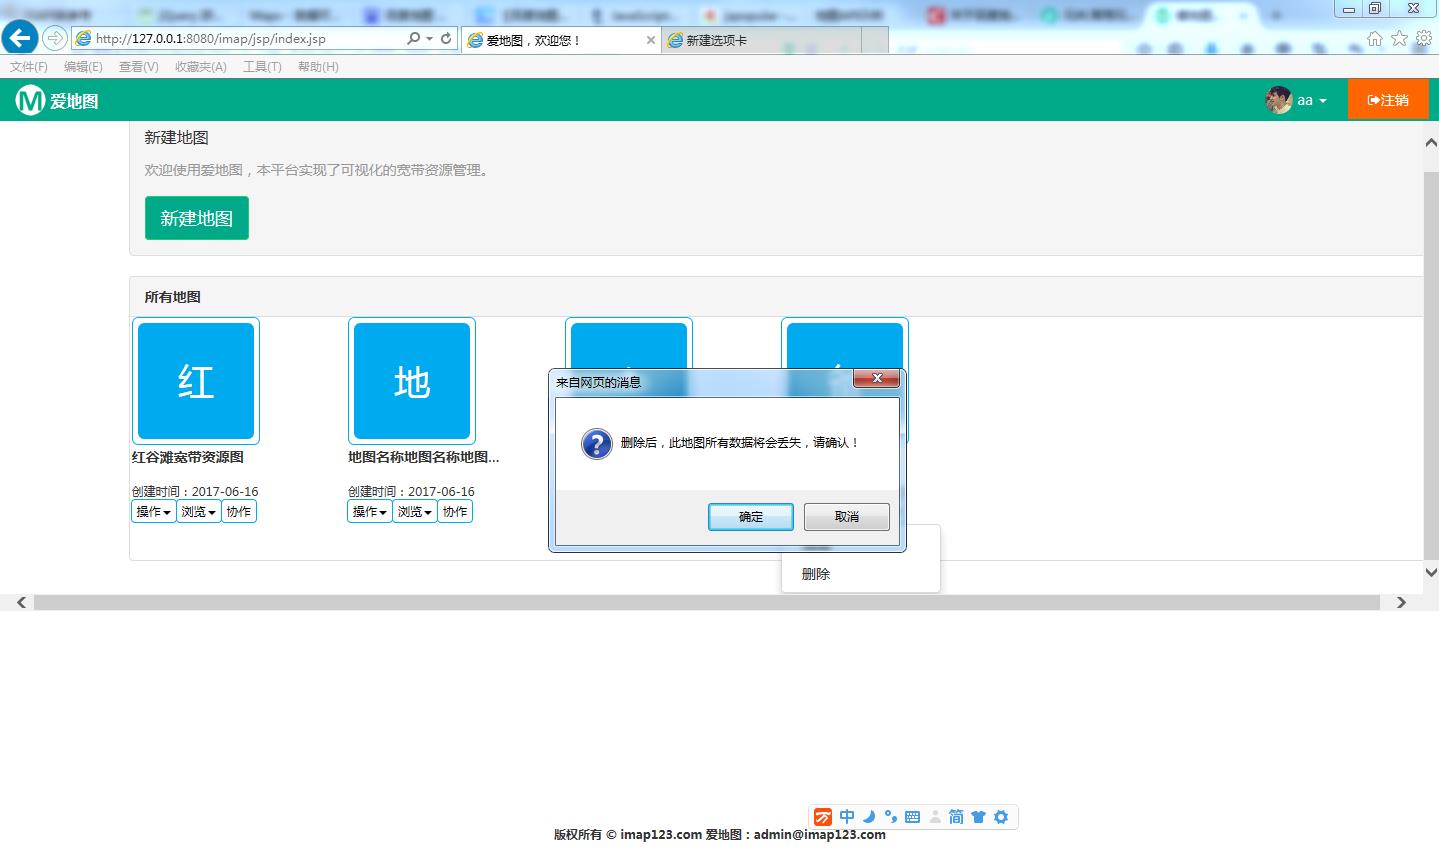 http://127.0.0.1:8080/imap/jsp/index.jsp
爱地图，欢迎您！
新建选项卡
文件(F) 编辑(E) 查看(V) 收藏夹(A) 工具(T) 帮助(H)
M 爱地图
aa
注销
新建地图
欢迎使用爱地图，本平台实现了可视化的宽带资源管理。
新建地图
所有地图
红
地
红谷滩宽带资源图
地图名称地图名称地图...
创建时间：2017-06-16
创建时间：2017-06-16
操作 浏览 协作
操作 浏览 协作
来自网页的消息
删除后，此地图所有数据将会丢失，请确认！
确定
取消
删除
中
简
版权所有 © imap123.com 爱地图：admin@imap123.com